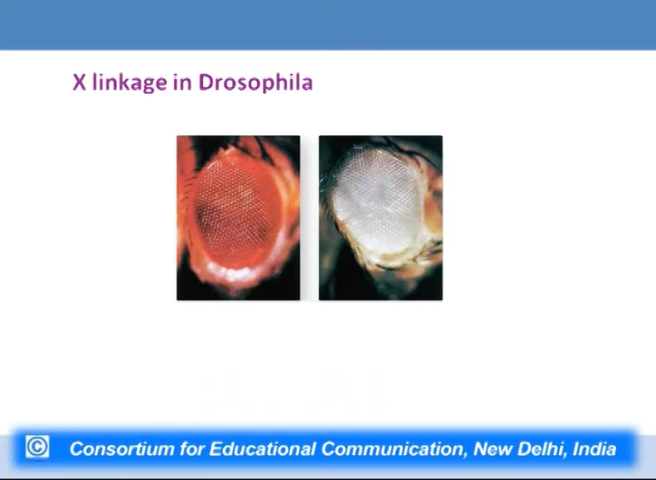 X linkage in Drosophila
© Consortium for Educational Communication, New Delhi, India